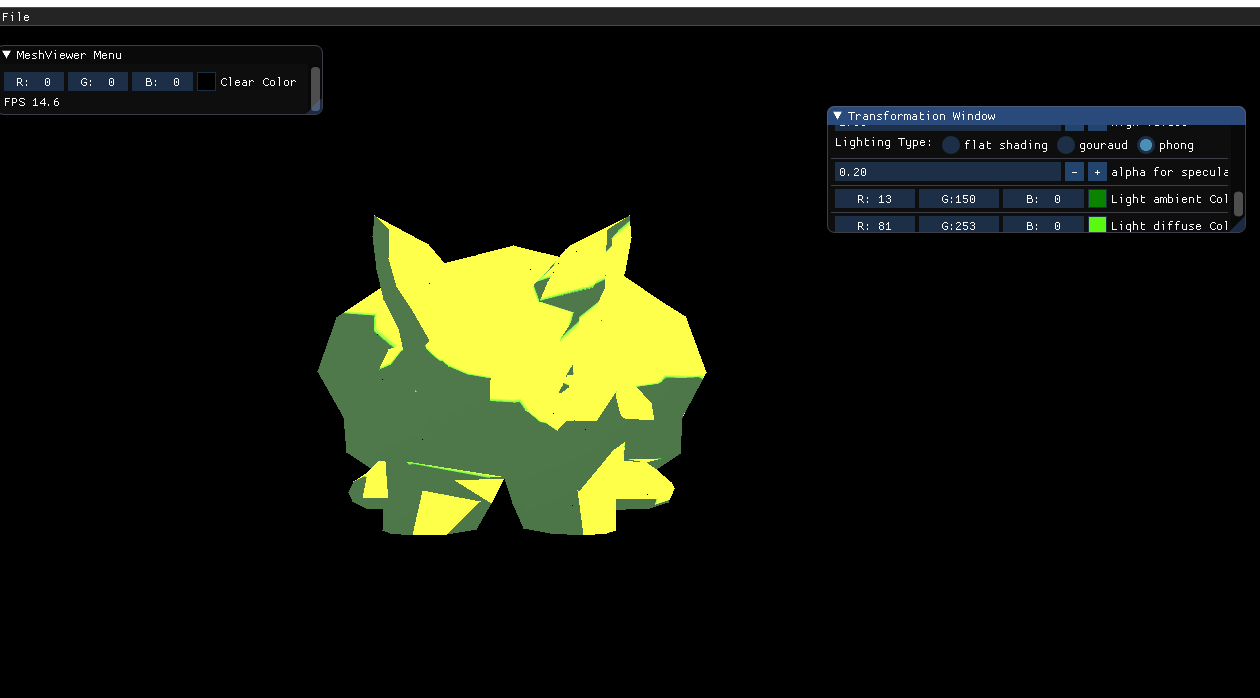 File
MeshViewer Menu
R: 0 G: 0 B: 0 Clear Color
FPS 14.6
Transformation Window
Lighting Type: flat shading gouraud phong
0.20 - + alpha for specula
R: 13 G:150 B: 0 Light ambient Col
R: 81 G:253 B: 0 Light diffuse Col